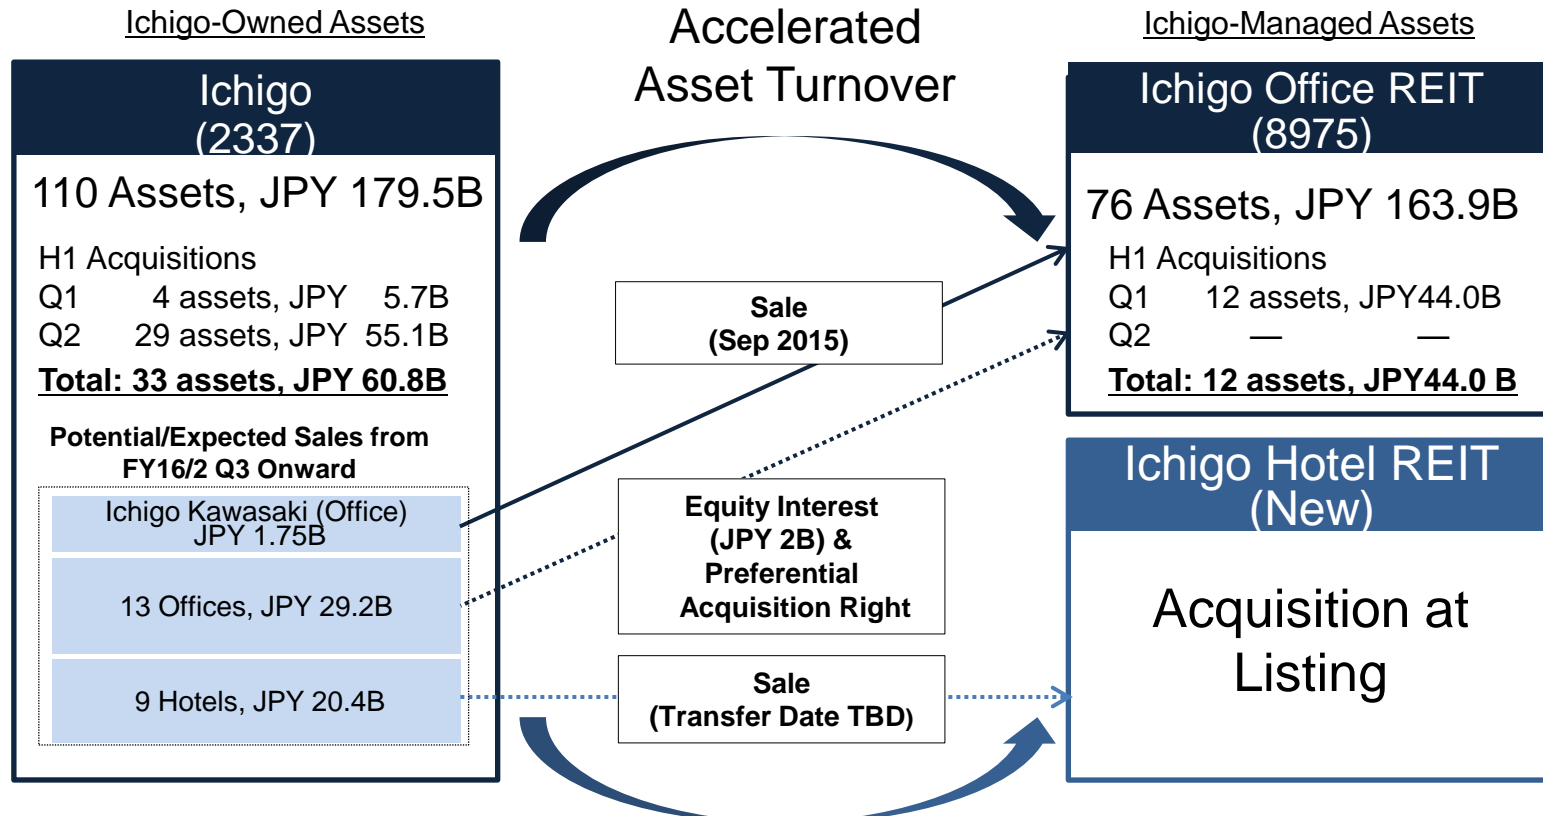 Ichigo-Owned Assets
Accelerated
Asset Turnover
Ichigo-Managed Assets
Ichigo
(2337)
110 Assets, JPY 179.5B
H1 Acquisitions
Q1 4 assets, JPY 5.7B
Q2 29 assets, JPY 55.1B
Total: 33 assets, JPY 60.8B
Potential/Expected Sales from
FY16/2 Q3 Onward
Ichigo Kawasaki (Office)
JPY 1.75B
13 Offices, JPY 29.2B
9 Hotels, JPY 20.4B
Sale
(Sep 2015)
Equity Interest
(JPY 2B) &
Preferential
Acquisition Right
Sale
(Transfer Date TBD)
Ichigo Office REIT
(8975)
76 Assets, JPY 163.9B
H1 Acquisitions
Q1 12 assets, JPY44.0B
Q2 — —
Total: 12 assets, JPY44.0 B
Ichigo Hotel REIT
(New)
Acquisition at
Listing